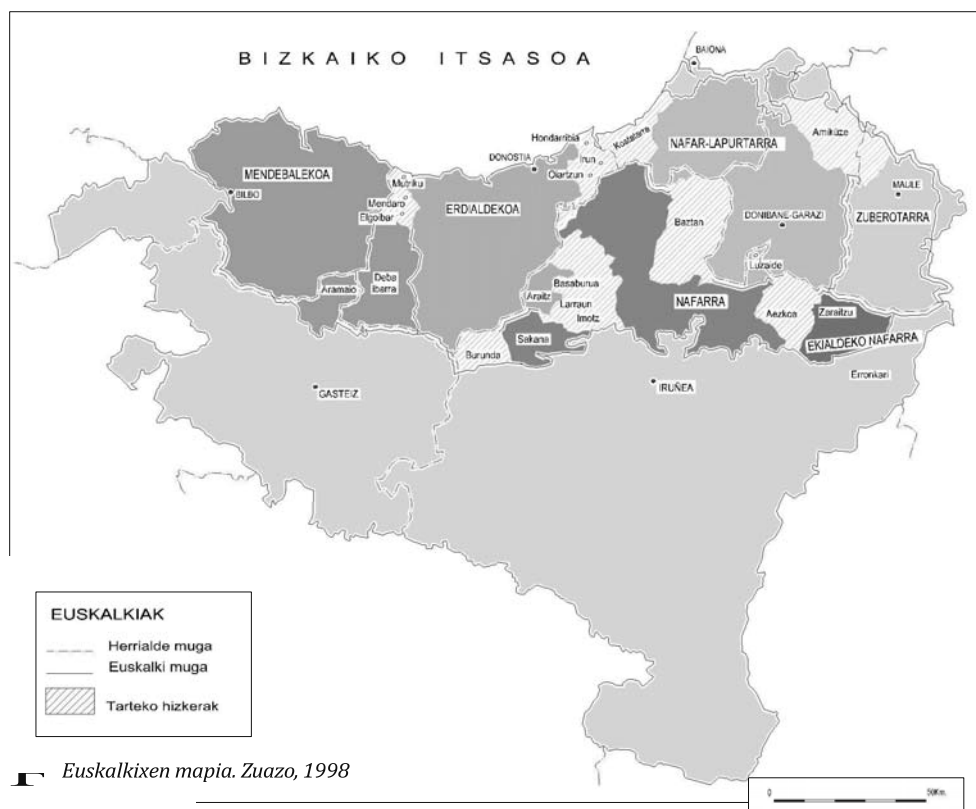 BIZKAIKO ITSASOA
BAIONA
Hondarribia
Kostatarra
NAFAR-LAPURTARRA
Amiküze
DONOSTIA
Irun
Oiartzun
MENDEBALEKOA
Mutriku
BILBO
Mendaro
ERDIALDEKOA
Elgoibar
MAULE
ZUBEROTARRA
Baztan
DONIBANE-GARAZI
Luzaide
Deba
Ibarra
Aramaio
Basaburua
Araitz
Larraun
Imotz
NAFARRA
Aezkoa
Zaraitzu
EKIALDEKO NAFARRA
Sakana
Burunda
Erronkari
GASTEIZ
IRUÑEA
EUSKALKIAK
Herrialde muga
Euskalki muga
Tarteko hizkerak
Euskalkixen mapia. Zuazo, 1998
0 50Km.